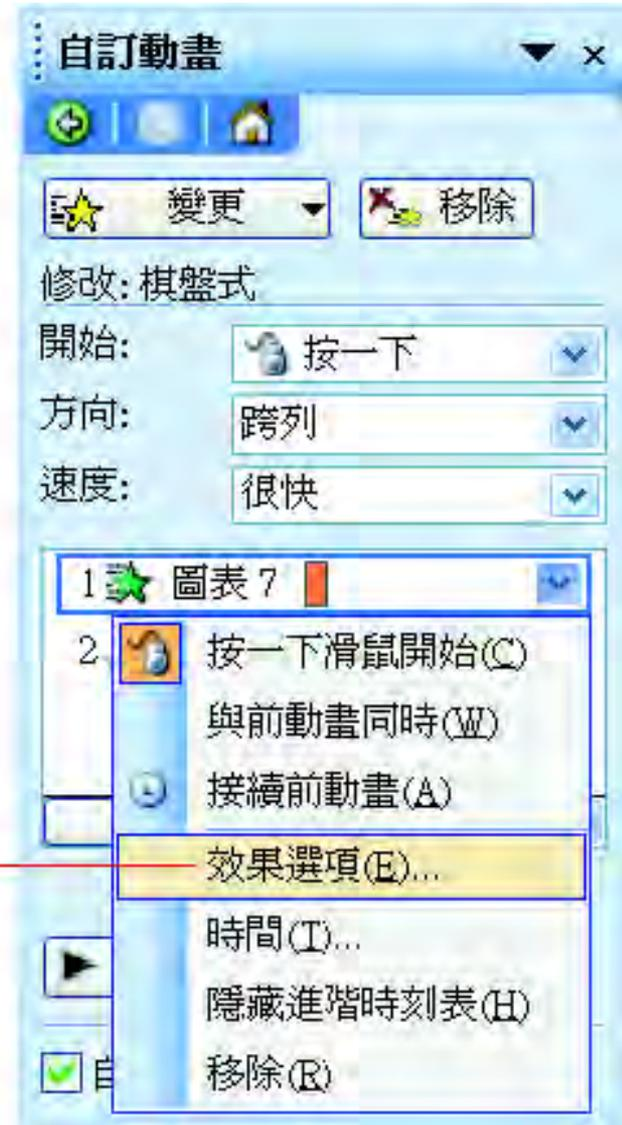 自訂動畫
變更 移除
修改: 棋盤式
開始: 按一下
方向: 跨列
速度: 很快
1 圖表 7
2
按一下滑鼠開始(C)
與前動畫同時(W)
接續前動畫(A)
效果選項(E)...
時間(T)...
隱藏進階時刻表(H)
自
移除(R)